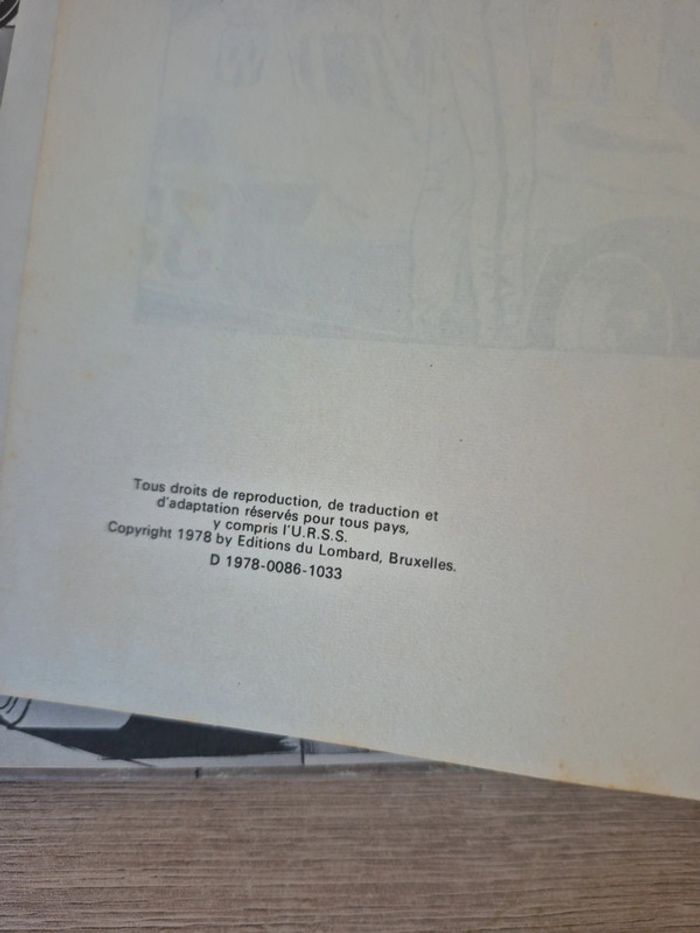 Tous droits de reproduction, de traduction et
d'adaptation réservés pour tous pays,
y compris l'U.R.S.S.
Copyright 1978 by Editions du Lombard, Bruxelles.
D 1978-0086-1033